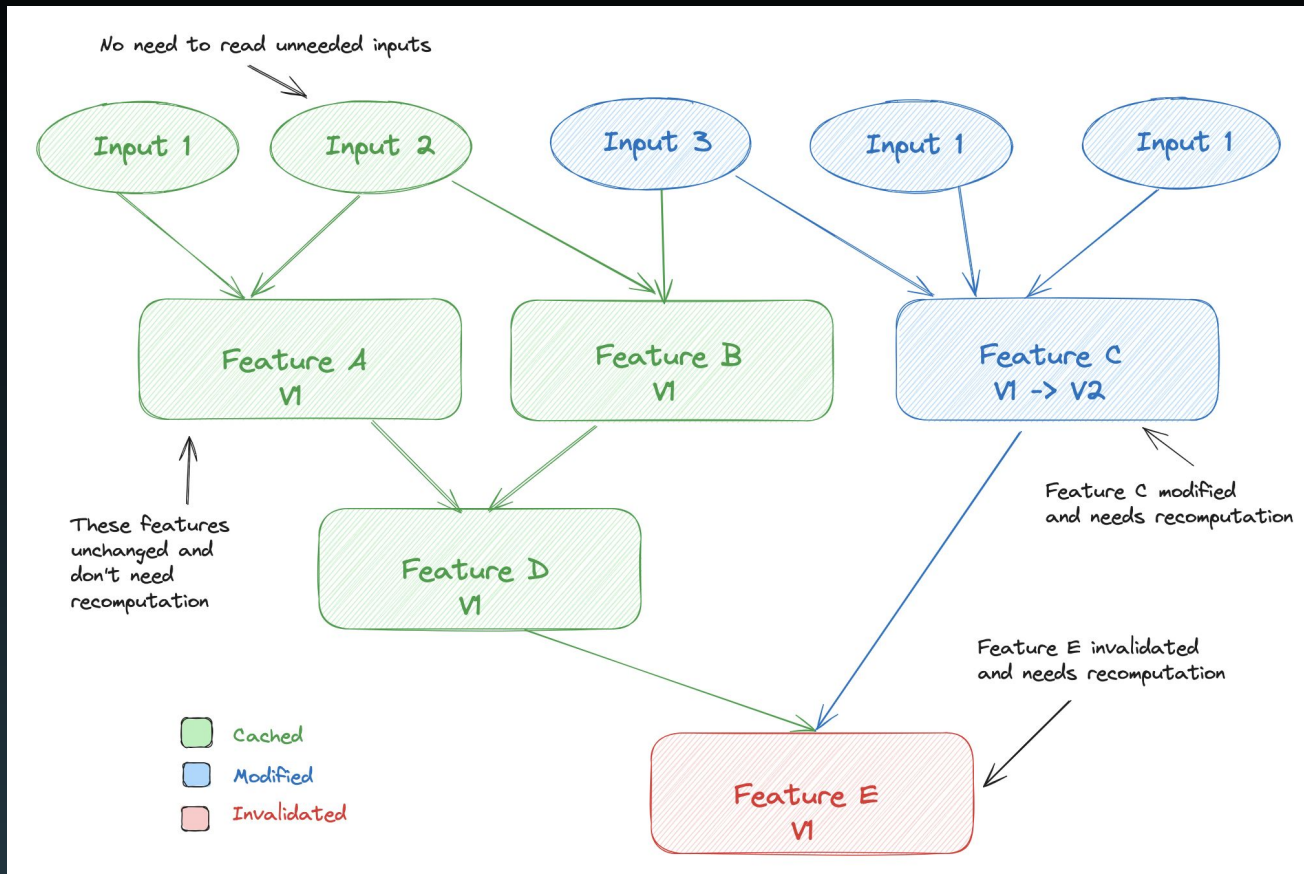 No need to read unneeded inputs
Input 1
Input 2
Input 3
Input 1
Input 1
Feature A
V1
Feature B
V1
Feature C
V1 -> V2
These features
unchanged and
don't need
recomputation
Feature C modified
and needs recomputation
Feature D
V1
Feature E invalidated
and needs recomputation
Cached
Modified
Invalidated
Feature E
V1